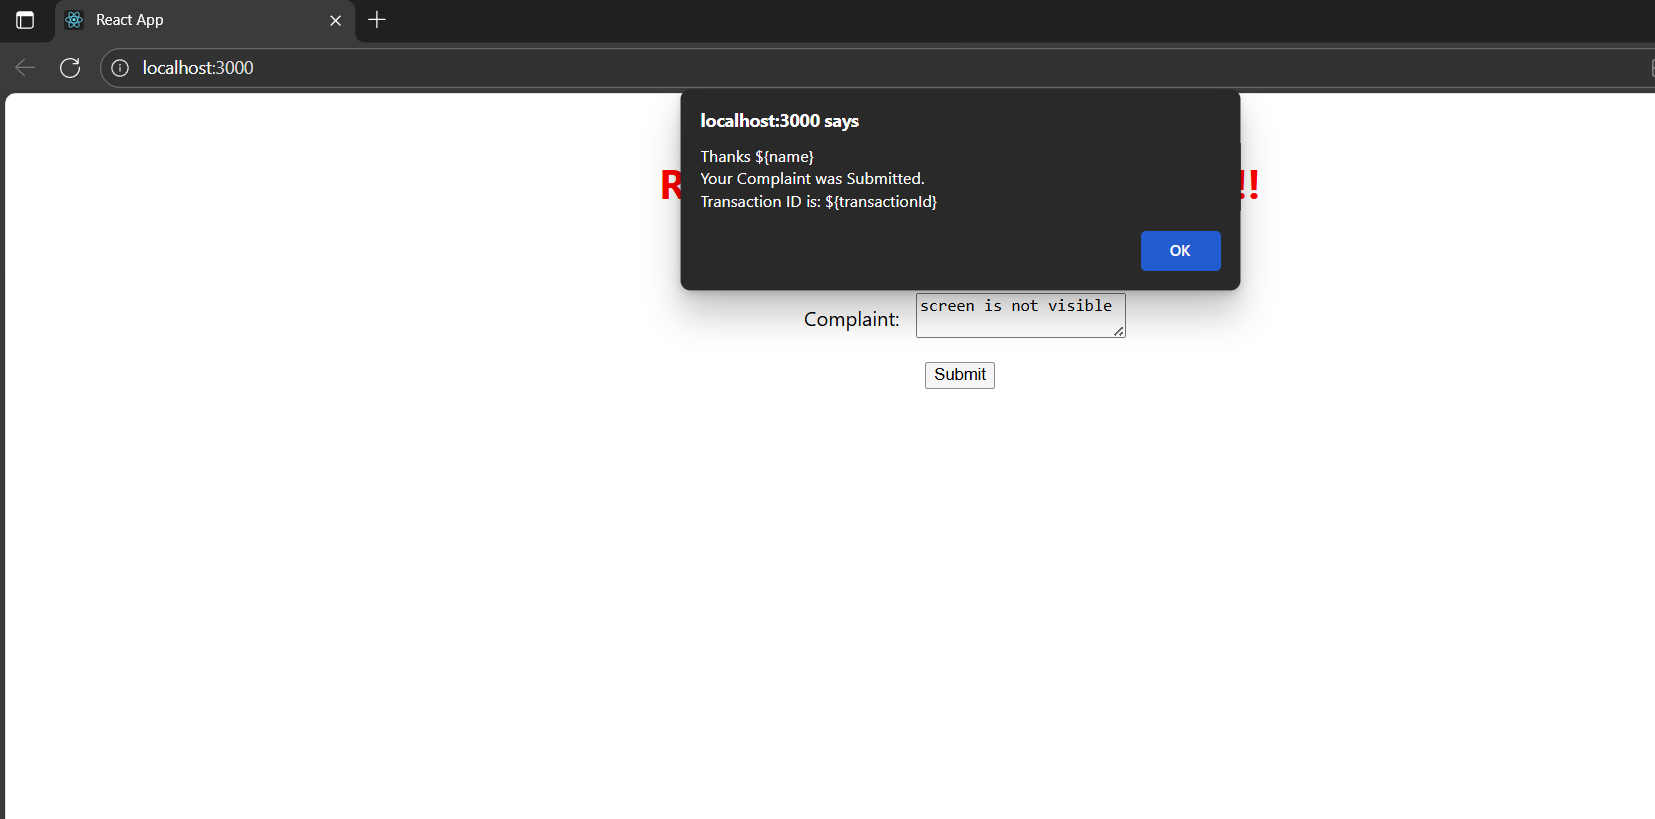 React App
localhost:3000
localhost:3000 says
Thanks ${name}
Your Complaint was Submitted.
Transaction ID is: ${transactionId}
OK
!!
Complaint:
screen is not visible
Submit